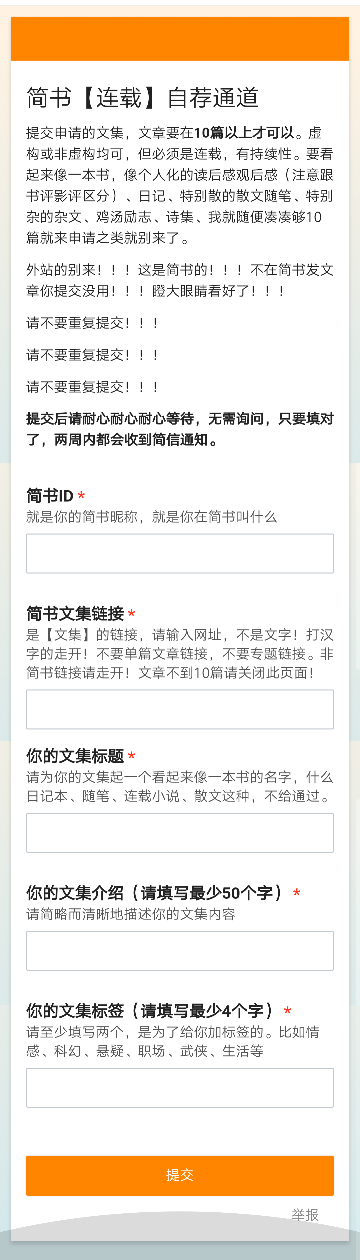 简书【连载】自荐通道
提交申请的文集，文章要在10篇以上才可以。虚
构或非虚构均可，但必须是连载，有持续性。要看
起来像一本书，像个人化的读后感观后感（注意跟
书评影评区分）、日记、特别散的散文随笔、特别
杂的杂文、鸡汤励志、诗集、我就随便凑凑够10
篇就来申请之类就别来了。
外站的别来！！！这是简书的！！！不在简书发文
章你提交没用！！！瞪大眼睛看好了！！！
请不要重复提交！！！
请不要重复提交！！！
请不要重复提交！！！
提交后请耐心耐心耐心等待，无需询问，只要填对
了，两周内都会收到简信通知。
简书ID *
就是你的简书昵称，就是你在简书叫什么
简书文集链接 *
是【文集】的链接，请输入网址，不是文字！打汉
字的走开！不要单篇文章链接，不要专题链接。非
简书链接请走开！文章不到10篇请关闭此页面！
你的文集标题 *
请为你的文集起一个看起来像一本书的名字，什么
日记本、随笔、连载小说、散文这种，不给通过。
你的文集介绍（请填写最少50个字） *
请简略而清晰地描述你的文集内容
你的文集标签（请填写最少4个字） *
请至少填写两个，是为了给你加标签的。比如情
感、科幻、悬疑、职场、武侠、生活等
提交
举报